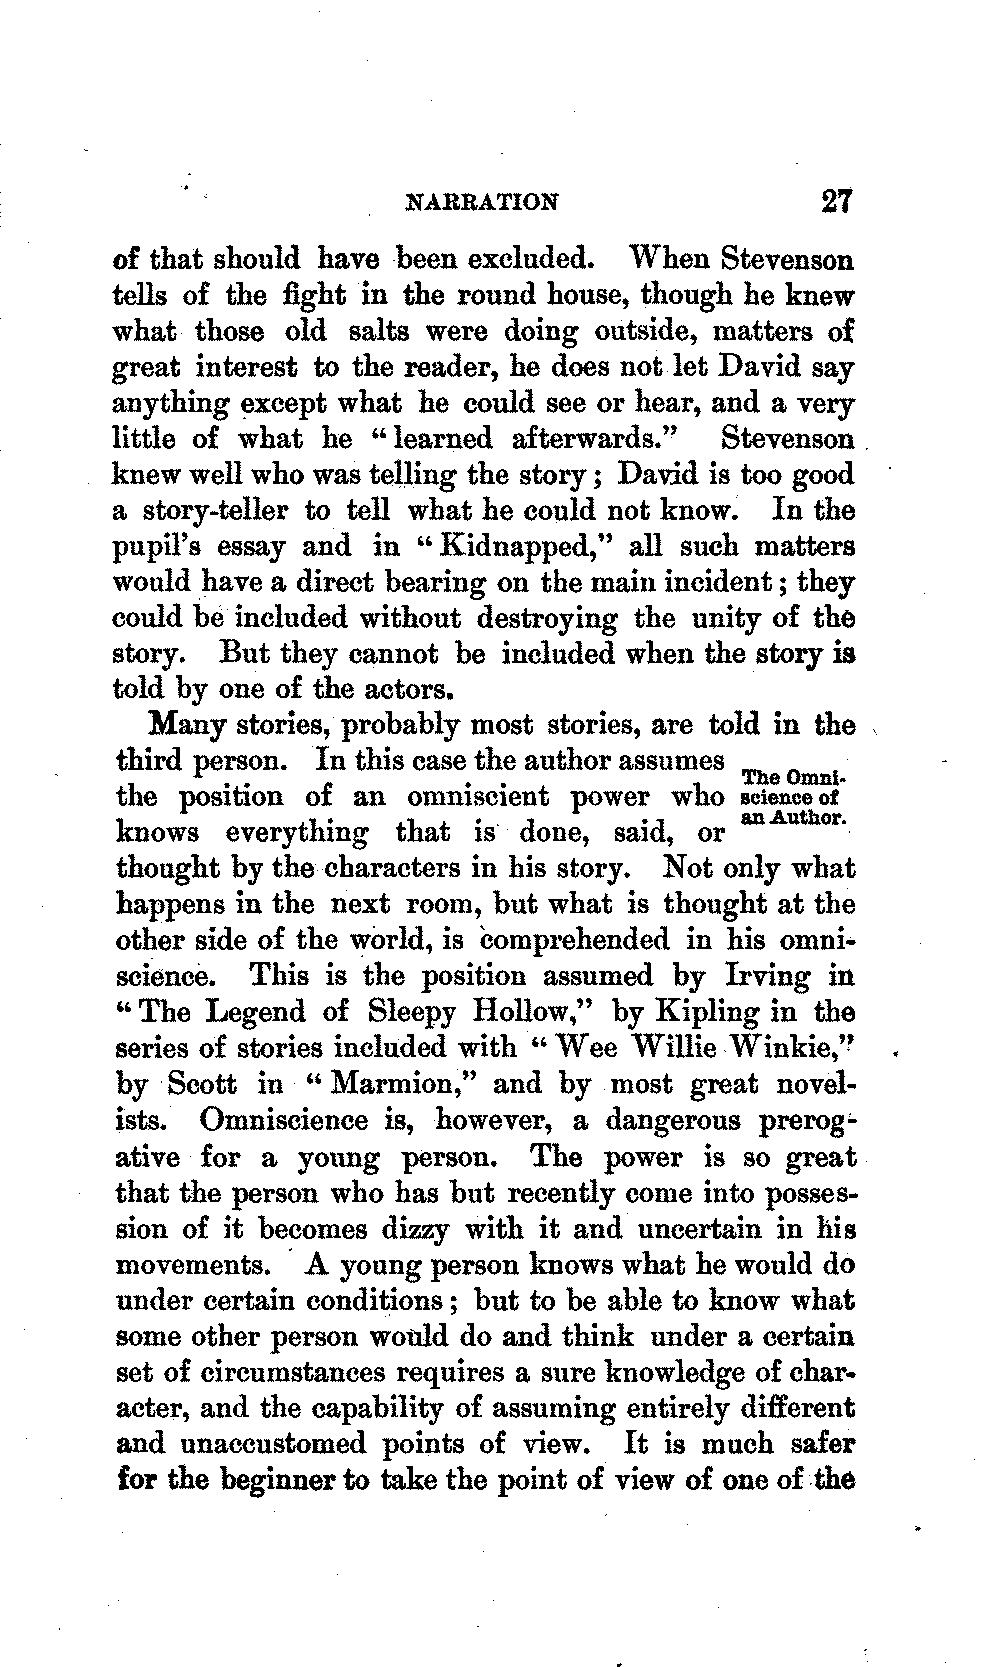 NARRATION 27
of that should have been excluded. When Stevenson
tells of the fight in the round house, though he knew
what those old salts were doing outside, matters of
great interest to the reader, he does not let David say
anything except what he could see or hear, and a very
little of what he “learned afterwards.” Stevenson
knew well who was telling the story; David is too good
a story-teller to tell what he could not know. In the
pupil’s essay and in “Kidnapped,” all such matters
would have a direct bearing on the main incident; they
could be included without destroying the unity of the
story. But they cannot be included when the story is
told by one of the actors.
Many stories, probably most stories, are told in the
third person. In this case the author assumes
the position of an omniscient power who
knows everything that is done, said, or
The Omni-
science of
an Author.
thought by the characters in his story. Not only what
happens in the next room, but what is thought at the
other side of the world, is comprehended in his omni-
science. This is the position assumed by Irving in
“The Legend of Sleepy Hollow,” by Kipling in the
series of stories included with “Wee Willie Winkie,”
by Scott in “Marmion,” and by most great novel-
ists. Omniscience is, however, a dangerous prerog-
ative for a young person. The power is so great
that the person who has but recently come into posses-
sion of it becomes dizzy with it and uncertain in his
movements. A young person knows what he would do
under certain conditions; but to be able to know what
some other person would do and think under a certain
set of circumstances requires a sure knowledge of char-
acter, and the capability of assuming entirely different
and unaccustomed points of view. It is much safer
for the beginner to take the point of view of one of the